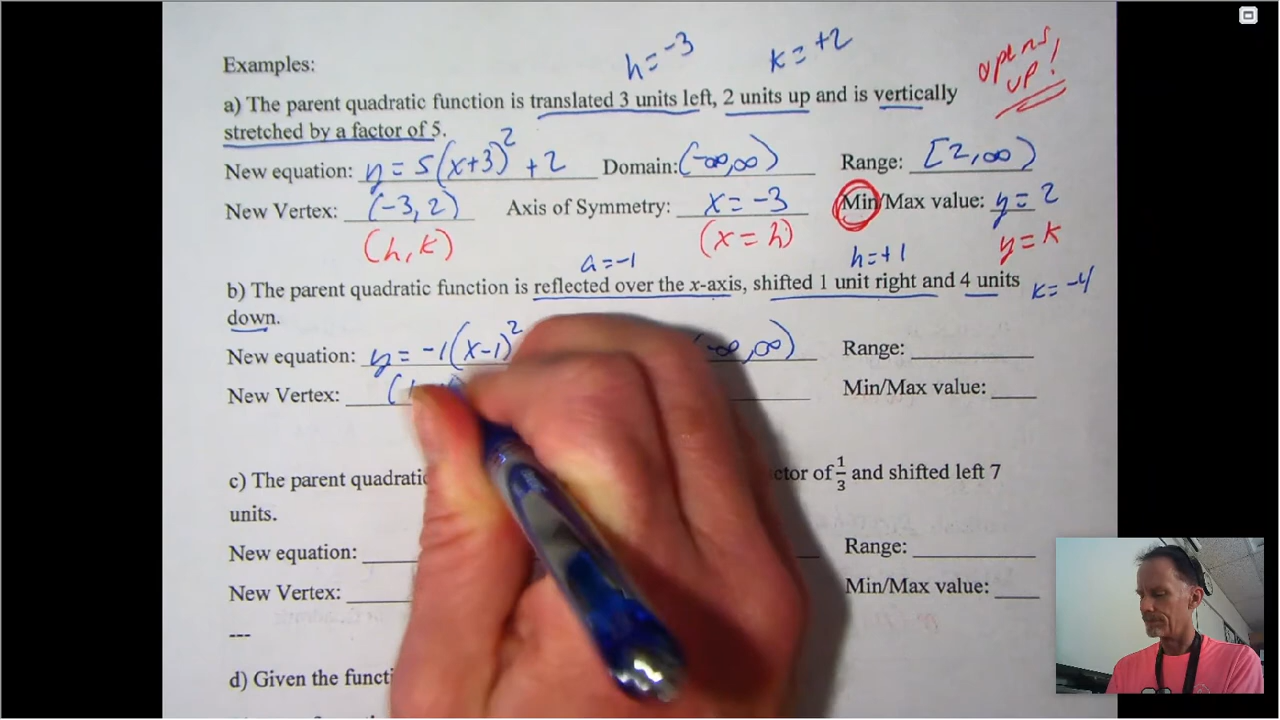 h = -3 k = +2 opens up!
Examples:
a) The parent quadratic function is translated 3 units left, 2 units up and is vertically
stretched by a factor of 5.
New equation: y = 5(x+3)² + 2 Domain: (-∞,∞) Range: [2,∞)
New Vertex: (-3, 2) Axis of Symmetry: x = -3 Min/Max value: y = 2
(h, k) (x = h) y = k
a = -1 h = +1
b) The parent quadratic function is reflected over the x-axis, shifted 1 unit right and 4 units k = -4
down.
New equation: y = -1(x-1)² -∞,∞) Range:
New Vertex: ( Min/Max value:
c) The parent quadratic ctor of 1/3 and shifted left 7
units.
New equation: Range:
New Vertex: Min/Max value:
---
d) Given the functi